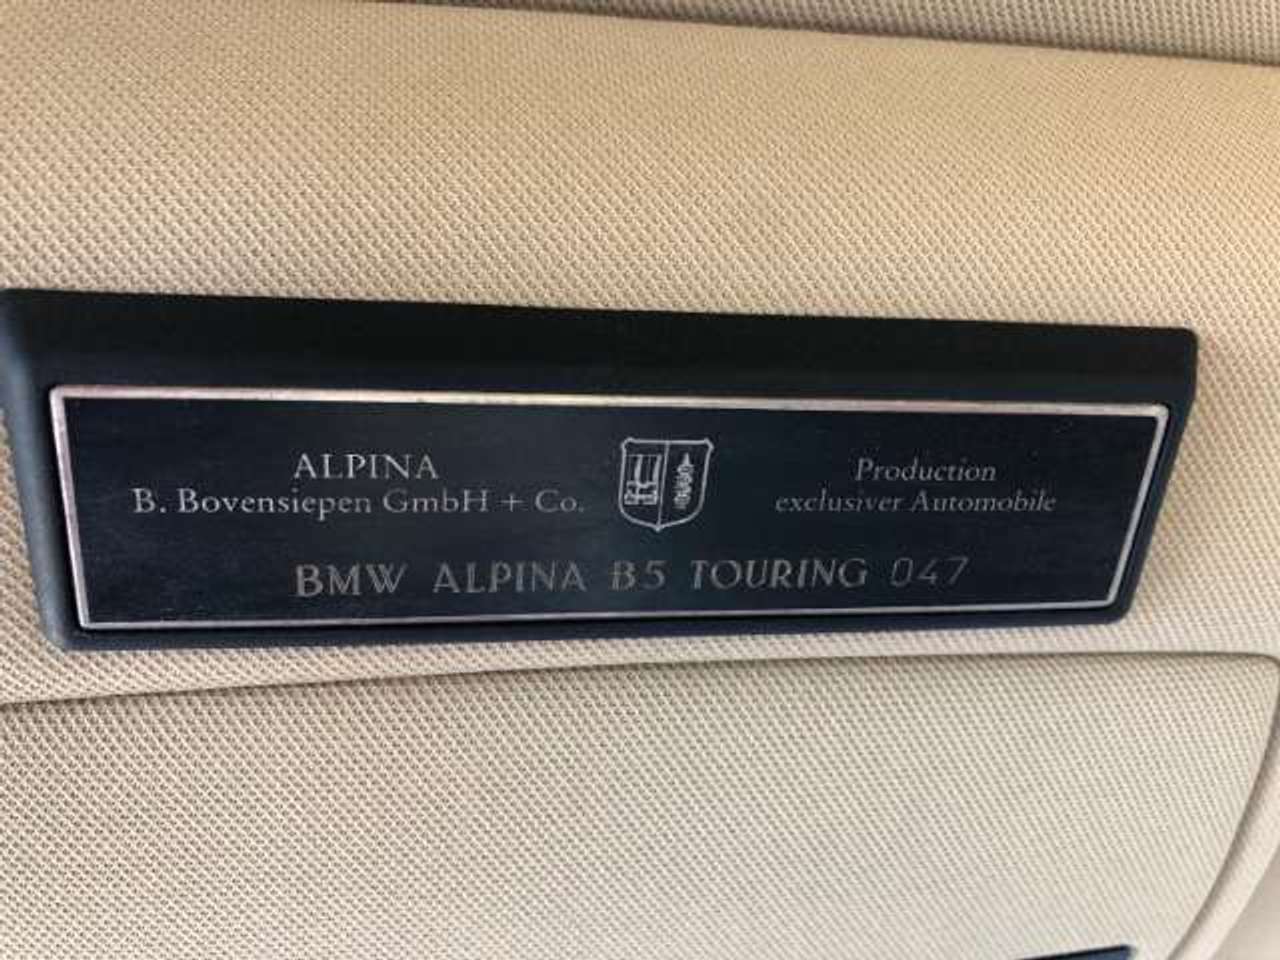 ALPINA
B. Bovensiepen GmbH + Co.
Production
exclusiver Automobile
BMW ALPINA B5 TOURING 047